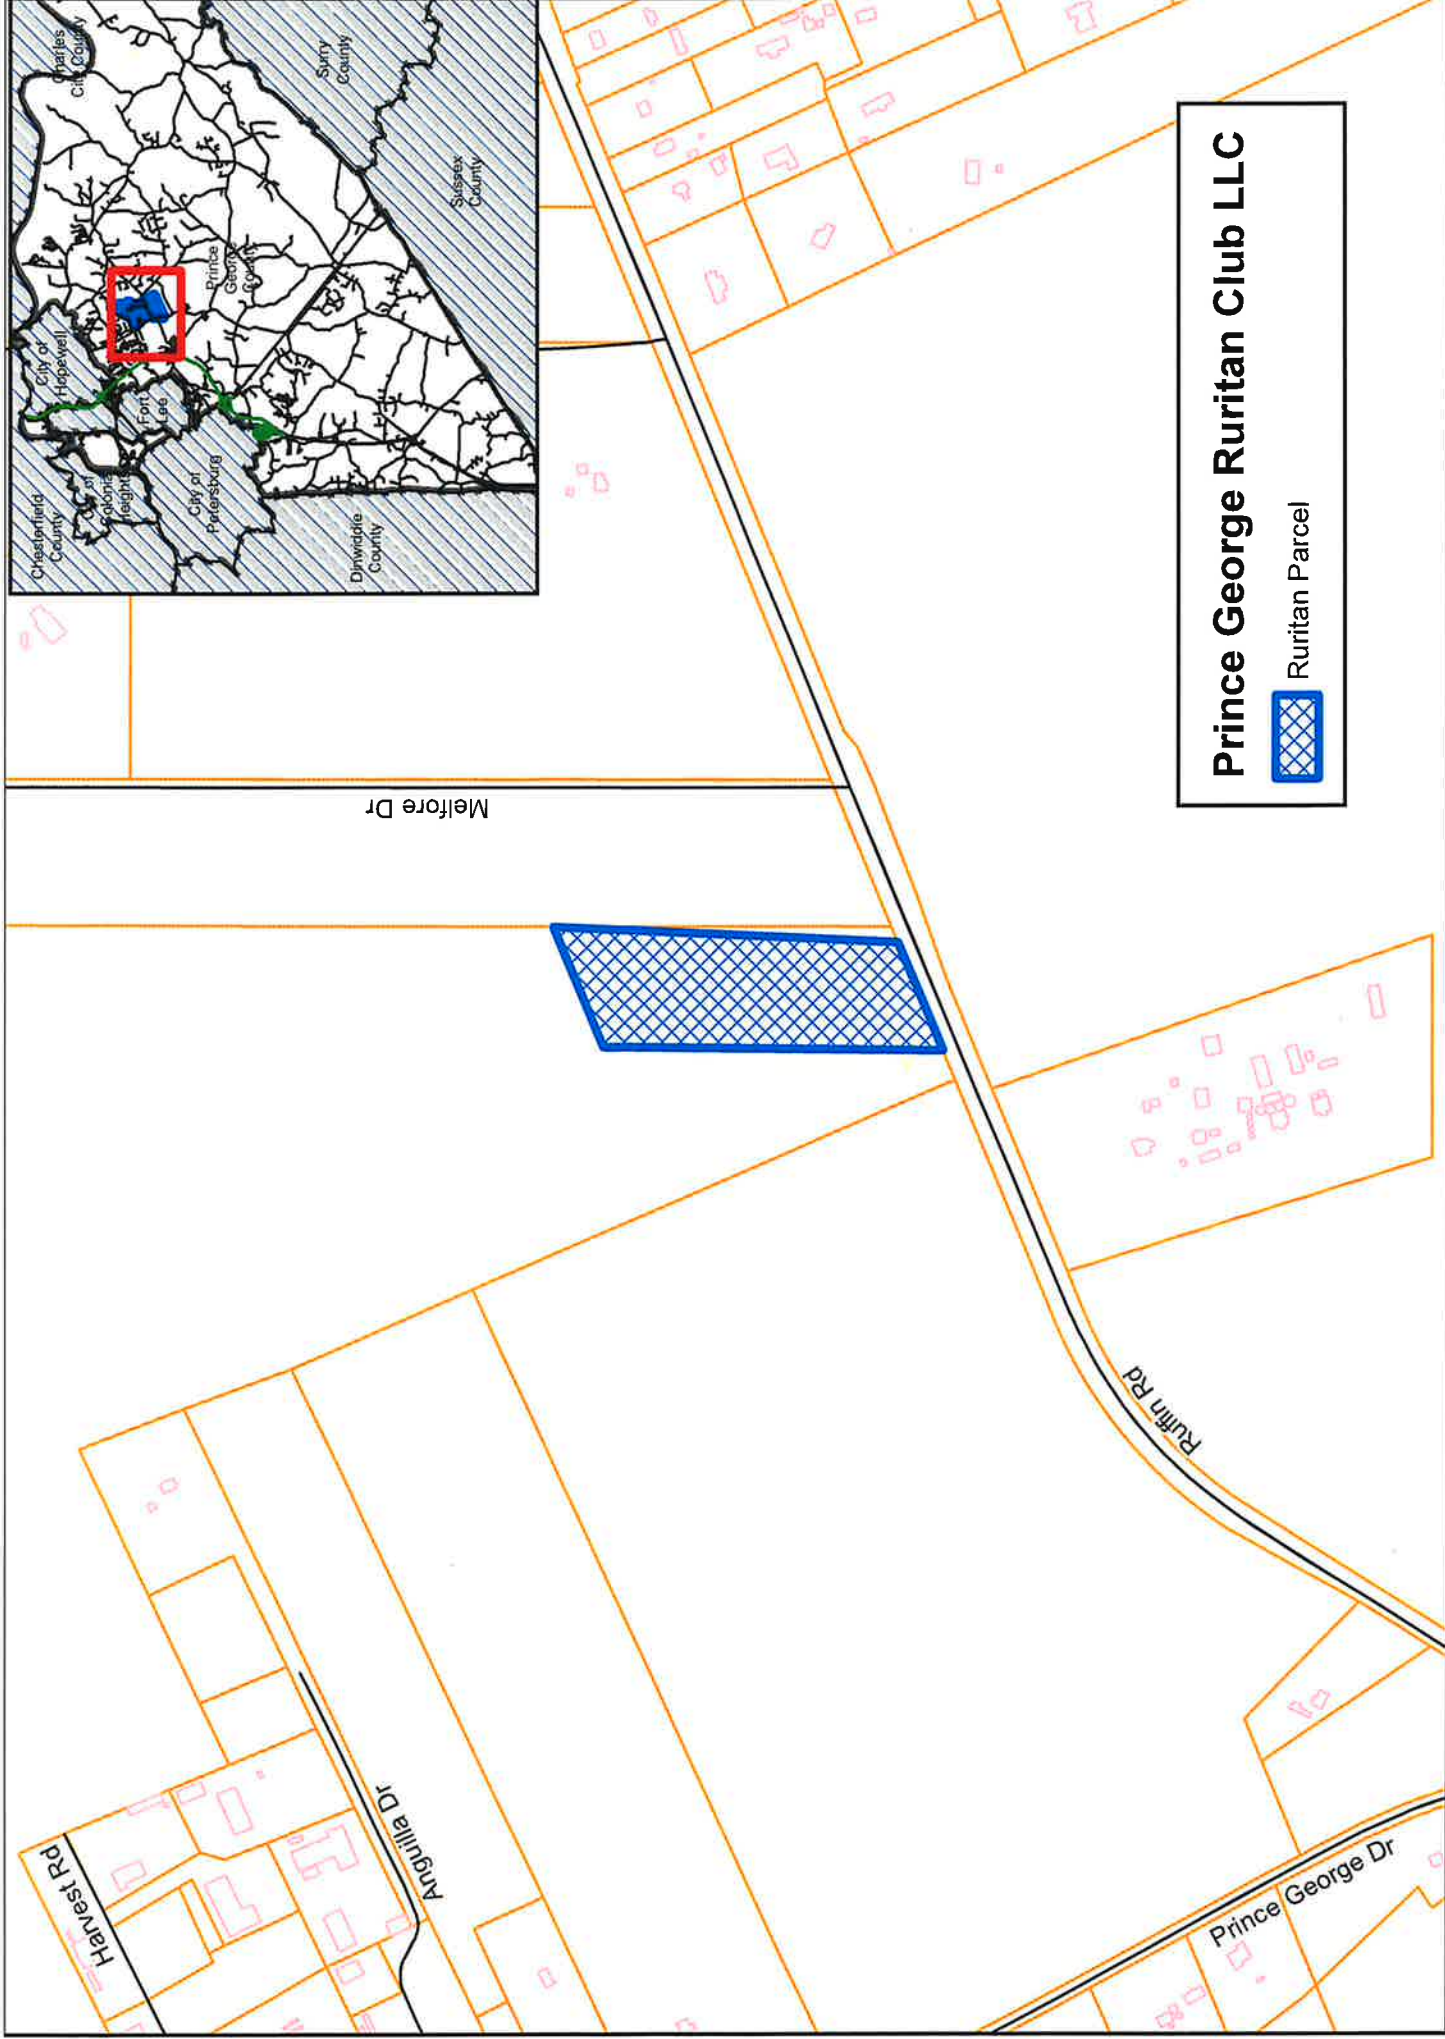 Harvest Rd
Anguilla Dr
Melfore Dr
Ruffin Rd
Prince George Dr
Chesterfield
County
City of
Colonial
Heights
City of
Hopewell
Fort
Lee
City of
Petersburg
Dinwiddie
County
Prince
George
County
Charles
City County
Surry
County
Sussex
County
Prince George Ruritan Club LLC
Ruritan Parcel